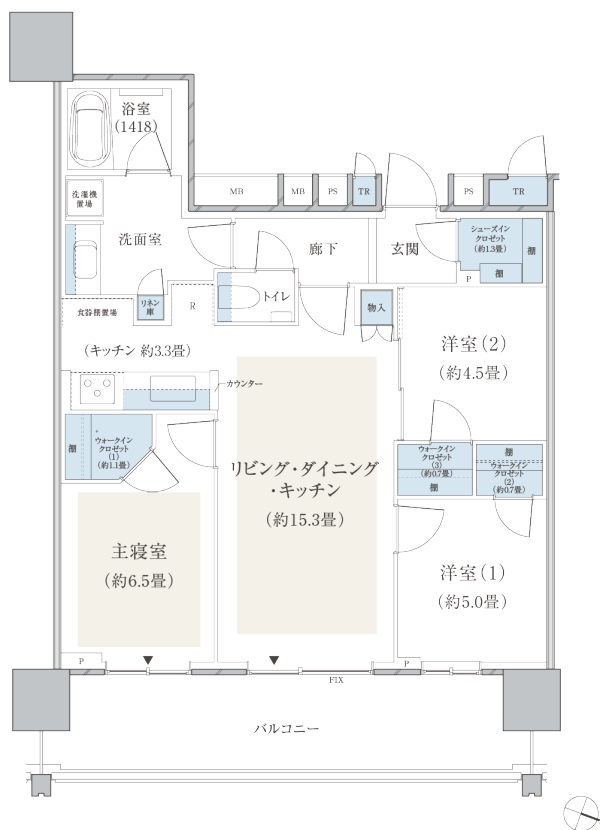 浴室
(1418)
洗濯機
置場
MB
MB
PS
TR
PS
TR
洗面室
廊下
玄関
シューズイン
クロゼット
(約1.3畳)
棚
棚
P
トイレ
リネン
庫
R
物入
食器棚置場
(キッチン 約3.3畳)
洋室(2)
(約4.5畳)
カウンター
棚
ウォークイン
クロゼット
(1)
(約1.1畳)
ウォークイン
クロゼット
(3)
(約0.7畳)
棚
棚
ウォークイン
クロゼット
(2)
(約0.7畳)
リビング・ダイニング
・キッチン
(約15.3畳)
主寝室
(約6.5畳)
洋室(1)
(約5.0畳)
P
P
FIX
バルコニー